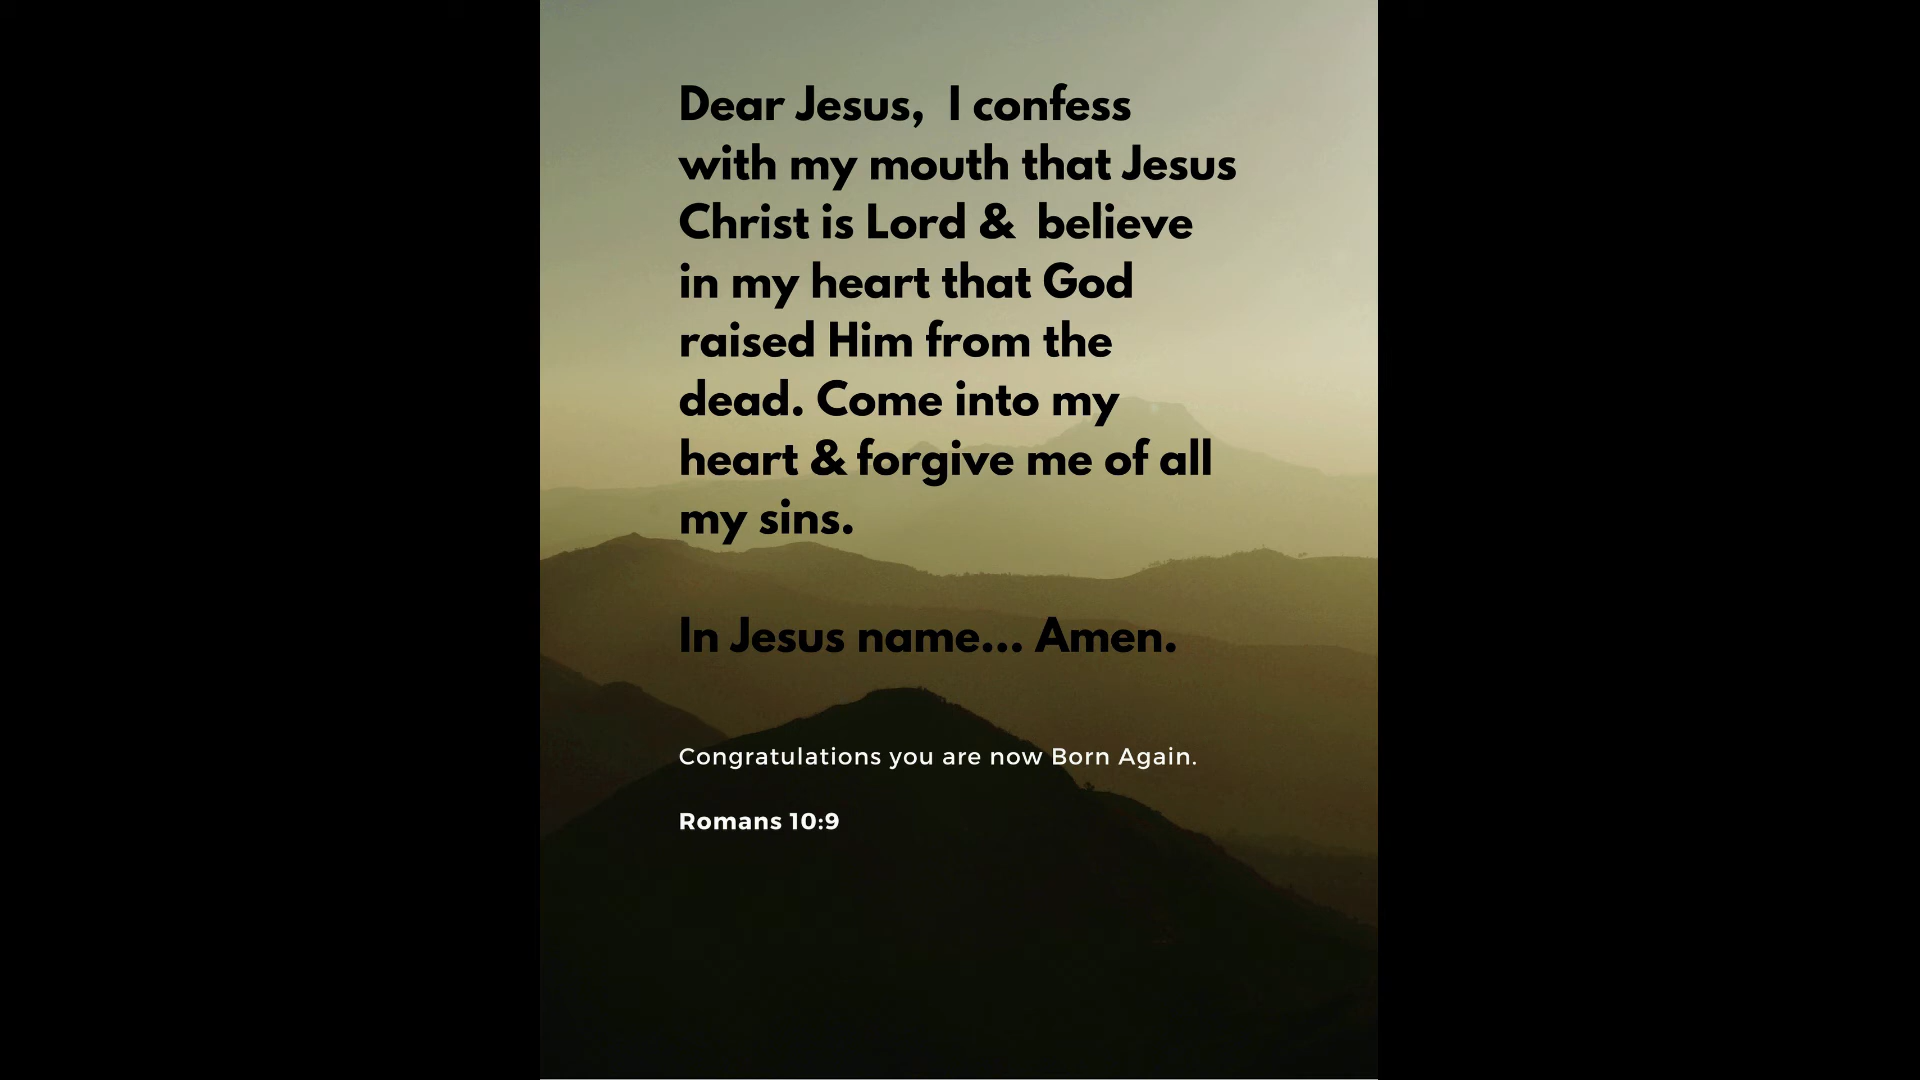 Dear Jesus,  I confess
with my mouth that Jesus
Christ is Lord &  believe
in my heart that God
raised Him from the
dead. Come into my
heart & forgive me of all
my sins.
In Jesus name... Amen.
Congratulations you are now Born Again.
Romans 10:9